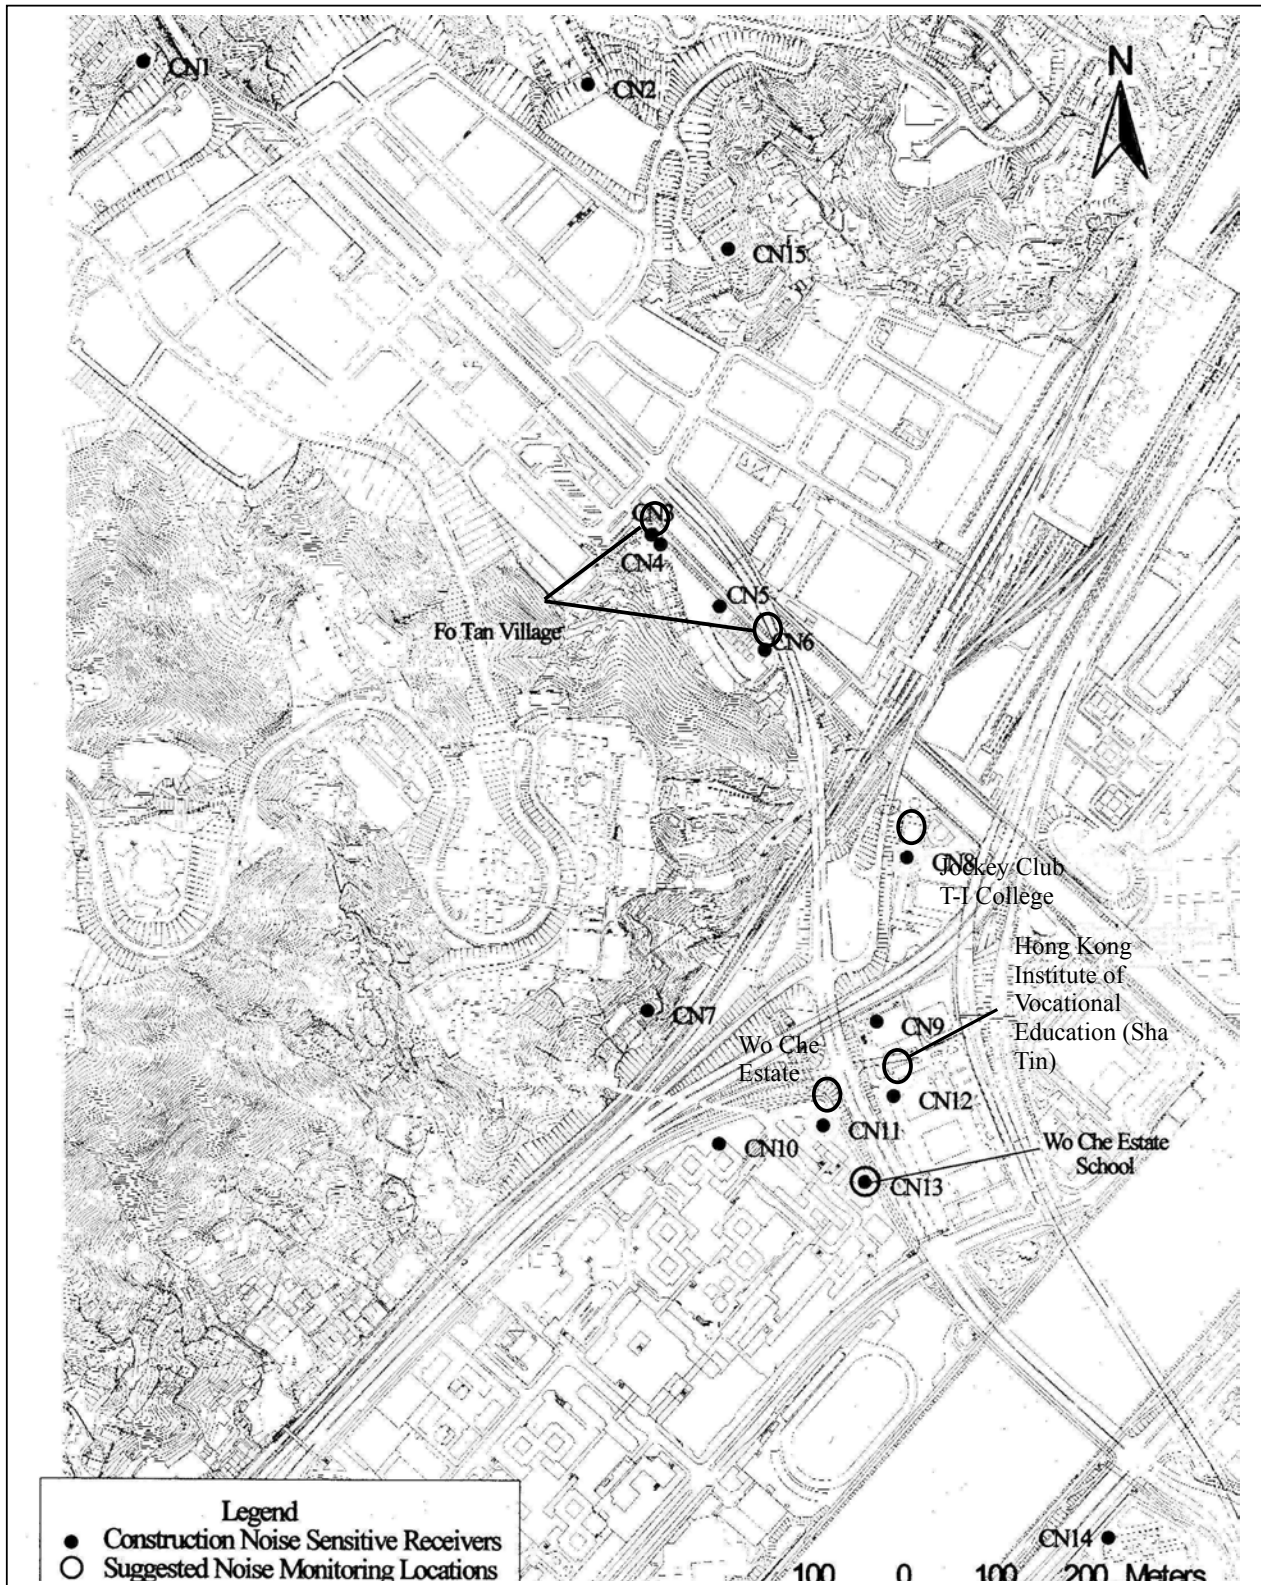 N
CN1
CN2
CN15
CN3
CN4
CN5
CN6
Fo Tan Village
CN8
Jockey Club
T-I College
Hong Kong
Institute of
Vocational
Education (Sha
Tin)
CN7
CN9
Wo Che
Estate
CN12
CN11
CN10
Wo Che Estate
School
CN13
CN14
Legend
Construction Noise Sensitive Receivers
Suggested Noise Monitoring Locations
100 0 100 200 Meters